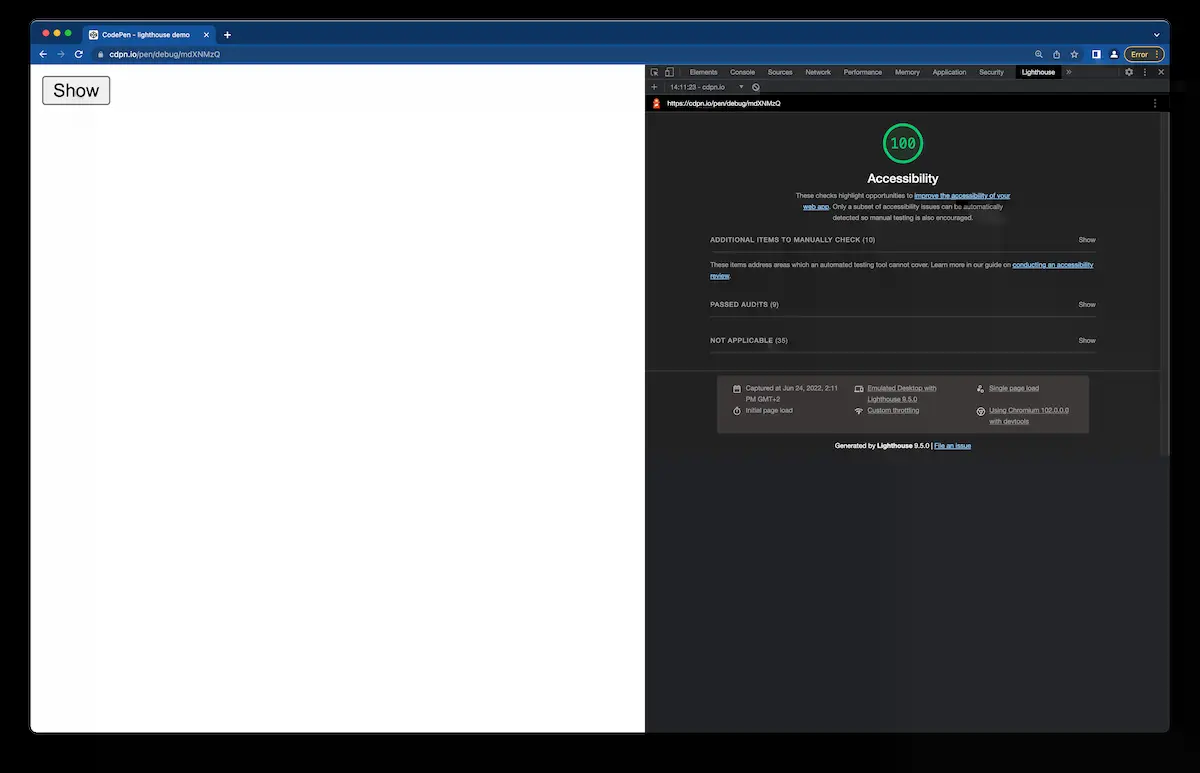 CodePen - lighthouse demo
cdpn.io/pen/debug/mdXNMzQ
Error
Show
Elements Console Sources Network Performance Memory Application Security Lighthouse
14:11:23 - cdpn.io
https://cdpn.io/pen/debug/mdXNMzQ
100
Accessibility
These checks highlight opportunities to improve the accessibility of your
web app. Only a subset of accessibility issues can be automatically
detected so manual testing is also encouraged.
ADDITIONAL ITEMS TO MANUALLY CHECK (10) Show
These items address areas which an automated testing tool cannot cover. Learn more in our guide on conducting an accessibility
review.
PASSED AUDITS (9) Show
NOT APPLICABLE (35) Show
Captured at Jun 24, 2022, 2:11
PM GMT+2
Initial page load
Emulated Desktop with
Lighthouse 9.5.0
Custom throttling
Single page load
Using Chromium 102.0.0.0
with devtools
Generated by Lighthouse 9.5.0 | File an issue